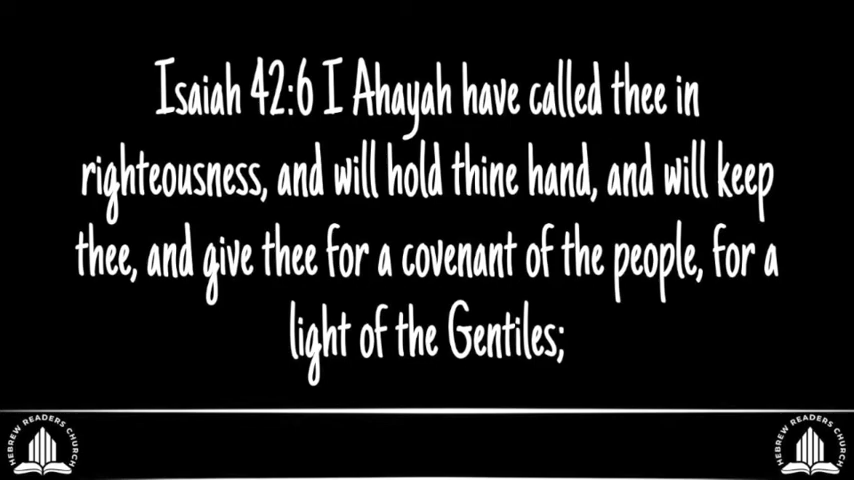 Isaiah 42:6 I Ahayah have called thee in
righteousness, and will hold thine hand, and will keep
thee, and give thee for a covenant of the people, for a
light of the Gentiles;
HEBREW READERS CHURCH
HEBREW READERS CHURCH